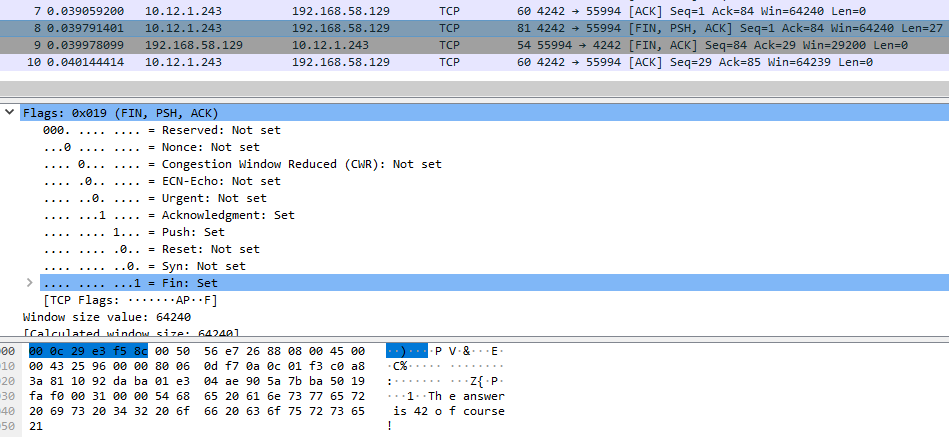 7 0.039059200 10.12.1.243 192.168.58.129 TCP 60 4242 → 55994 [ACK] Seq=1 Ack=84 Win=64240 Len=0
8 0.039791401 10.12.1.243 192.168.58.129 TCP 81 4242 → 55994 [FIN, PSH, ACK] Seq=1 Ack=84 Win=64240 Len=27
9 0.039978099 192.168.58.129 10.12.1.243 TCP 54 55994 → 4242 [FIN, ACK] Seq=84 Ack=29 Win=29200 Len=0
10 0.040144414 10.12.1.243 192.168.58.129 TCP 60 4242 → 55994 [ACK] Seq=29 Ack=85 Win=64239 Len=0
Flags: 0x019 (FIN, PSH, ACK)
000. .... .... = Reserved: Not set
...0 .... .... = Nonce: Not set
.... 0... .... = Congestion Window Reduced (CWR): Not set
.... .0.. .... = ECN-Echo: Not set
.... ..0. .... = Urgent: Not set
.... ...1 .... = Acknowledgment: Set
.... .... 1... = Push: Set
.... .... .0.. = Reset: Not set
.... .... ..0. = Syn: Not set
.... .... ...1 = Fin: Set
[TCP Flags: ·······AP··F]
Window size value: 64240
[Calculated window size: 64240]
00 00 0c 29 e3 f5 8c 00 50 56 e7 26 88 08 00 45 00 ··)····P V·&···E·
10 00 43 25 96 00 00 80 06 0d f7 0a 0c 01 f3 c0 a8 ·C%····· ········
20 3a 81 10 92 da ba 01 e3 04 ae 90 5a 7b ba 50 19 :······· ···Z{·P·
30 fa f0 00 31 00 00 54 68 65 20 61 6e 73 77 65 72 ···1··Th e answer
40 20 69 73 20 34 32 20 6f 66 20 63 6f 75 72 73 65 is 42 o f course
50 21 !